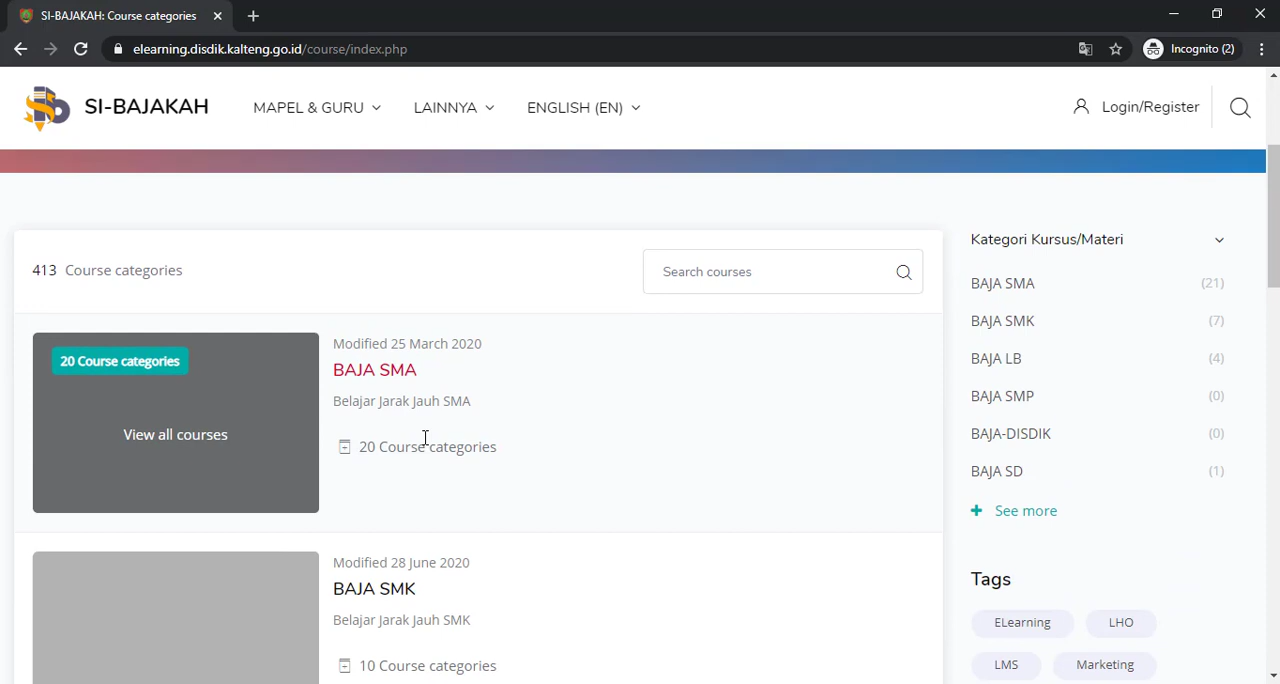 SI-BAJAKAH: Course categories
elearning.disdik.kalteng.go.id/course/index.php
Incognito (2)
SI-BAJAKAH
MAPEL & GURU
LAINNYA
ENGLISH (EN)
Login/Register
413 Course categories
Search courses
20 Course categories
View all courses
Modified 25 March 2020
BAJA SMA
Belajar Jarak Jauh SMA
20 Course categories
Modified 28 June 2020
BAJA SMK
Belajar Jarak Jauh SMK
10 Course categories
Kategori Kursus/Materi
BAJA SMA (21)
BAJA SMK (7)
BAJA LB (4)
BAJA SMP (0)
BAJA-DISDIK (0)
BAJA SD (1)
+ See more
Tags
ELearning LHO
LMS Marketing